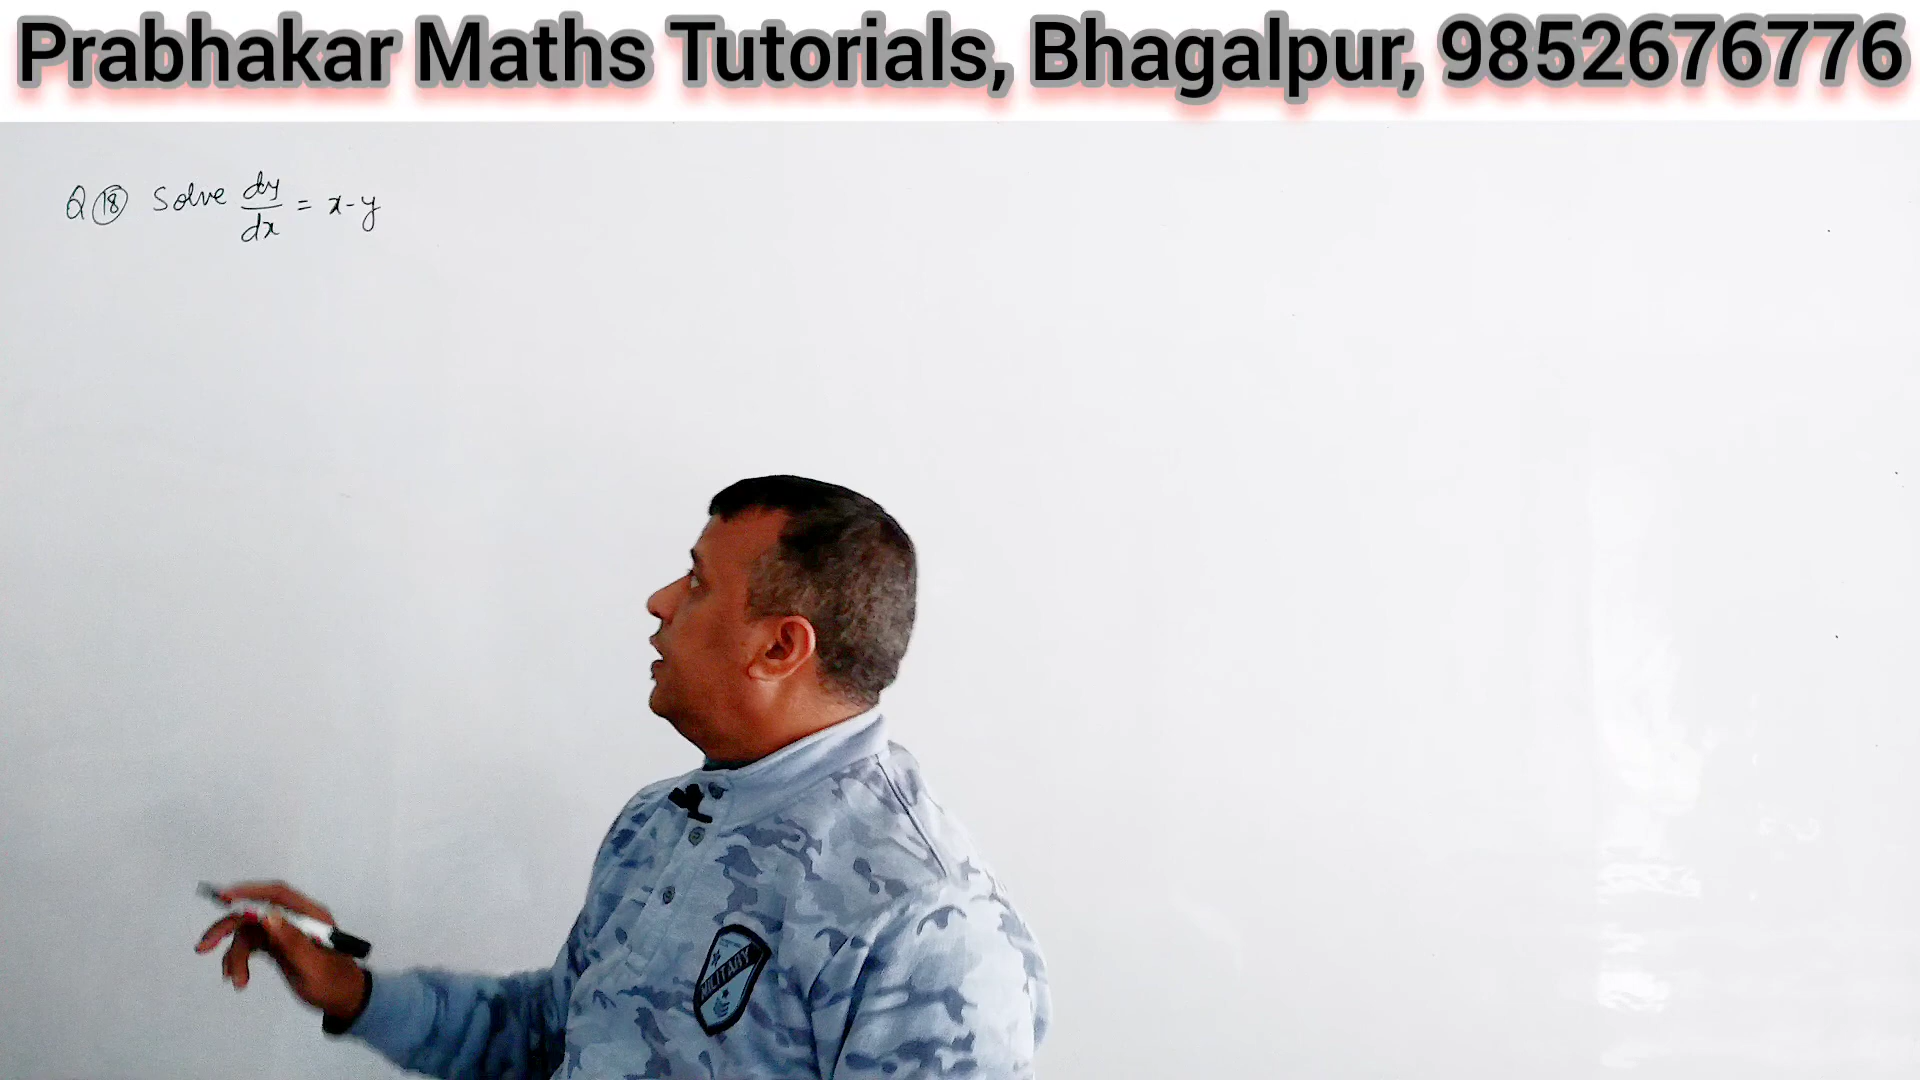 Prabhakar Maths Tutorials, Bhagalpur, 9852676776
Q 18 Solve dy/dx = x-y
MILITARY